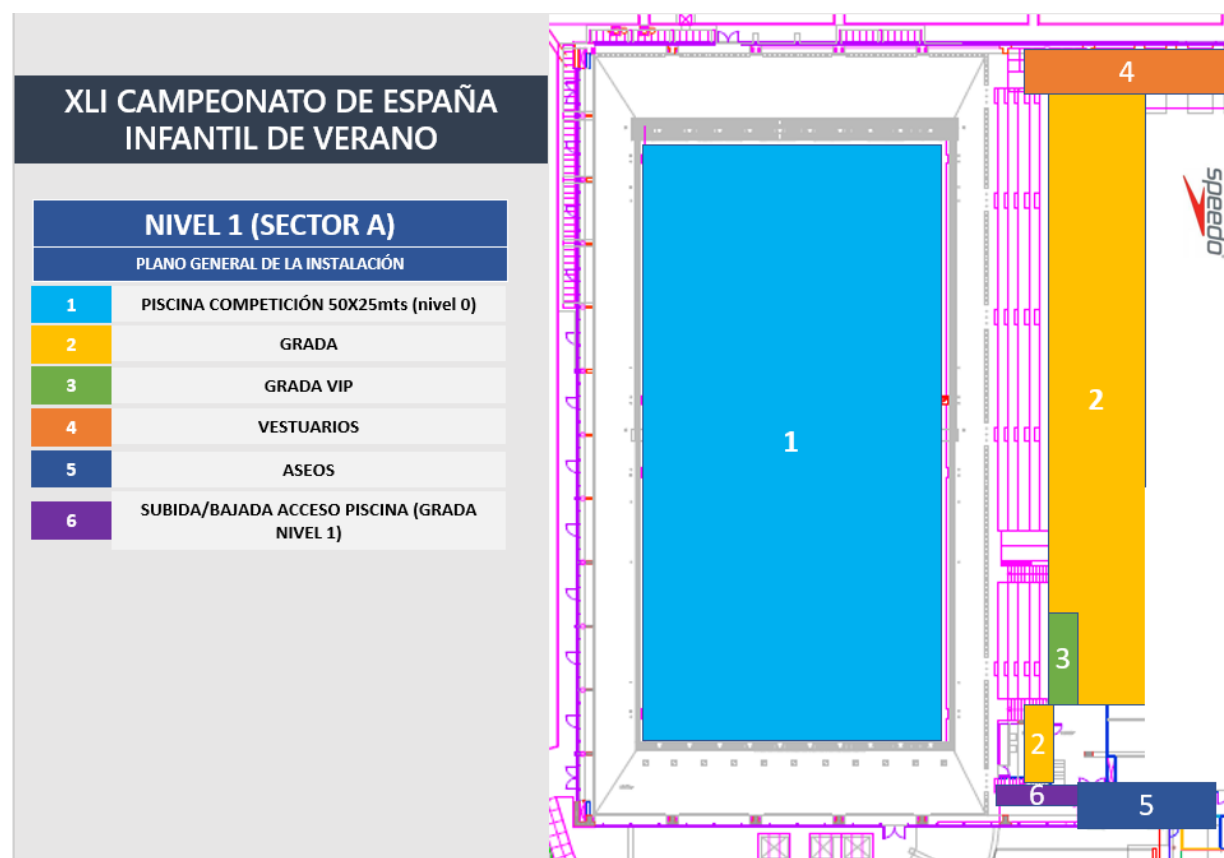 XLI CAMPEONATO DE ESPAÑA
INFANTIL DE VERANO
NIVEL 1 (SECTOR A)
PLANO GENERAL DE LA INSTALACIÓN
1 PISCINA COMPETICIÓN 50X25mts (nivel 0)
2 GRADA
3 GRADA VIP
4 VESTUARIOS
5 ASEOS
6 SUBIDA/BAJADA ACCESO PISCINA (GRADA
NIVEL 1)
4
speedo
2
1
3
2
6
5